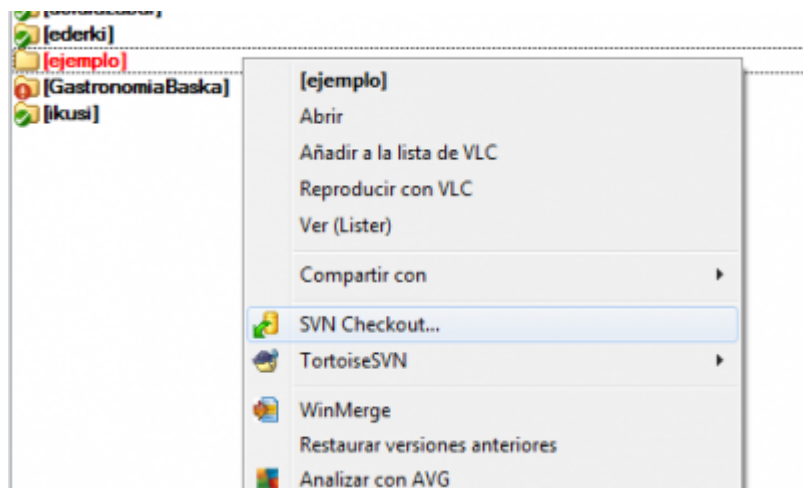 [ederki]
[ejemplo]
[GastronomiaBaska]
[ikusi]
[ejemplo]
Abrir
Añadir a la lista de VLC
Reproducir con VLC
Ver (Lister)
Compartir con
SVN Checkout...
TortoiseSVN
WinMerge
Restaurar versiones anteriores
Analizar con AVG